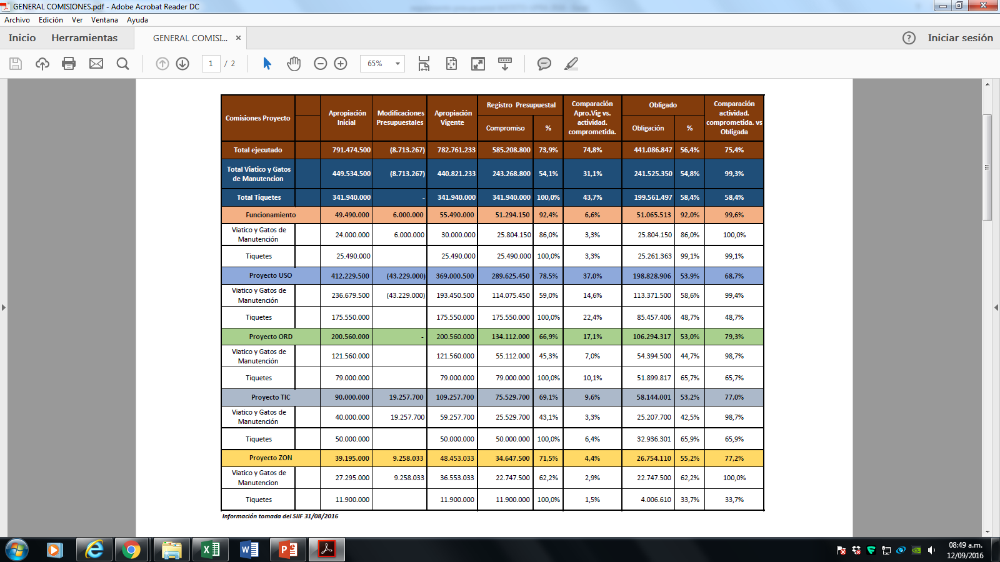 GENERAL COMISIONES.pdf - Adobe Acrobat Reader DC
Archivo Edición Ver Ventana Ayuda
Inicio Herramientas GENERAL COMISI... × ? Iniciar sesión
1 / 2 65%
Comisiones Proyecto Apropiación Inicial Modificaciones Presupuestales Apropiación Vigente Registro Presupuestal Compromiso % Comparación Apro.Vig vs. actividad. comprometida. Obligado Obligación % Comparación actividad. comprometida. vs Obligada
Total ejecutado 791.474.500 (8.713.267) 782.761.233 585.208.800 73,9% 74,8% 441.086.847 56,4% 75,4%
Total Viatico y Gatos de Manutencion 449.534.500 (8.713.267) 440.821.233 243.268.800 54,1% 31,1% 241.525.350 54,8% 99,3%
Total Tiquetes 341.940.000 - 341.940.000 341.940.000 100,0% 43,7% 199.561.497 58,4% 58,4%
Funcionamiento 49.490.000 6.000.000 55.490.000 51.294.150 92,4% 6,6% 51.065.513 92,0% 99,6%
Viatico y Gatos de Manutención 24.000.000 6.000.000 30.000.000 25.804.150 86,0% 3,3% 25.804.150 86,0% 100,0%
Tiquetes 25.490.000 25.490.000 25.490.000 100,0% 3,3% 25.261.363 99,1% 99,1%
Proyecto USO 412.229.500 (43.229.000) 369.000.500 289.625.450 78,5% 37,0% 198.828.906 53,9% 68,7%
Viatico y Gatos de Manutención 236.679.500 (43.229.000) 193.450.500 114.075.450 59,0% 14,6% 113.371.500 58,6% 99,4%
Tiquetes 175.550.000 175.550.000 175.550.000 100,0% 22,4% 85.457.406 48,7% 48,7%
Proyecto ORD 200.560.000 - 200.560.000 134.112.000 66,9% 17,1% 106.294.317 53,0% 79,3%
Viatico y Gatos de Manutención 121.560.000 121.560.000 55.112.000 45,3% 7,0% 54.394.500 44,7% 98,7%
Tiquetes 79.000.000 79.000.000 79.000.000 100,0% 10,1% 51.899.817 65,7% 65,7%
Proyecto TIC 90.000.000 19.257.700 109.257.700 75.529.700 69,1% 9,6% 58.144.001 53,2% 77,0%
Viatico y Gatos de Manutención 40.000.000 19.257.700 59.257.700 25.529.700 43,1% 3,3% 25.207.700 42,5% 98,7%
Tiquetes 50.000.000 50.000.000 50.000.000 100,0% 6,4% 32.936.301 65,9% 65,9%
Proyecto ZON 39.195.000 9.258.033 48.453.033 34.647.500 71,5% 4,4% 26.754.110 55,2% 77,2%
Viatico y Gatos de Manutencion 27.295.000 9.258.033 36.553.033 22.747.500 62,2% 2,9% 22.747.500 62,2% 100,0%
Tiquetes 11.900.000 11.900.000 11.900.000 100,0% 1,5% 4.006.610 33,7% 33,7%
Información tomada del SIIF 31/08/2016
08:49 a.m.
12/09/2016